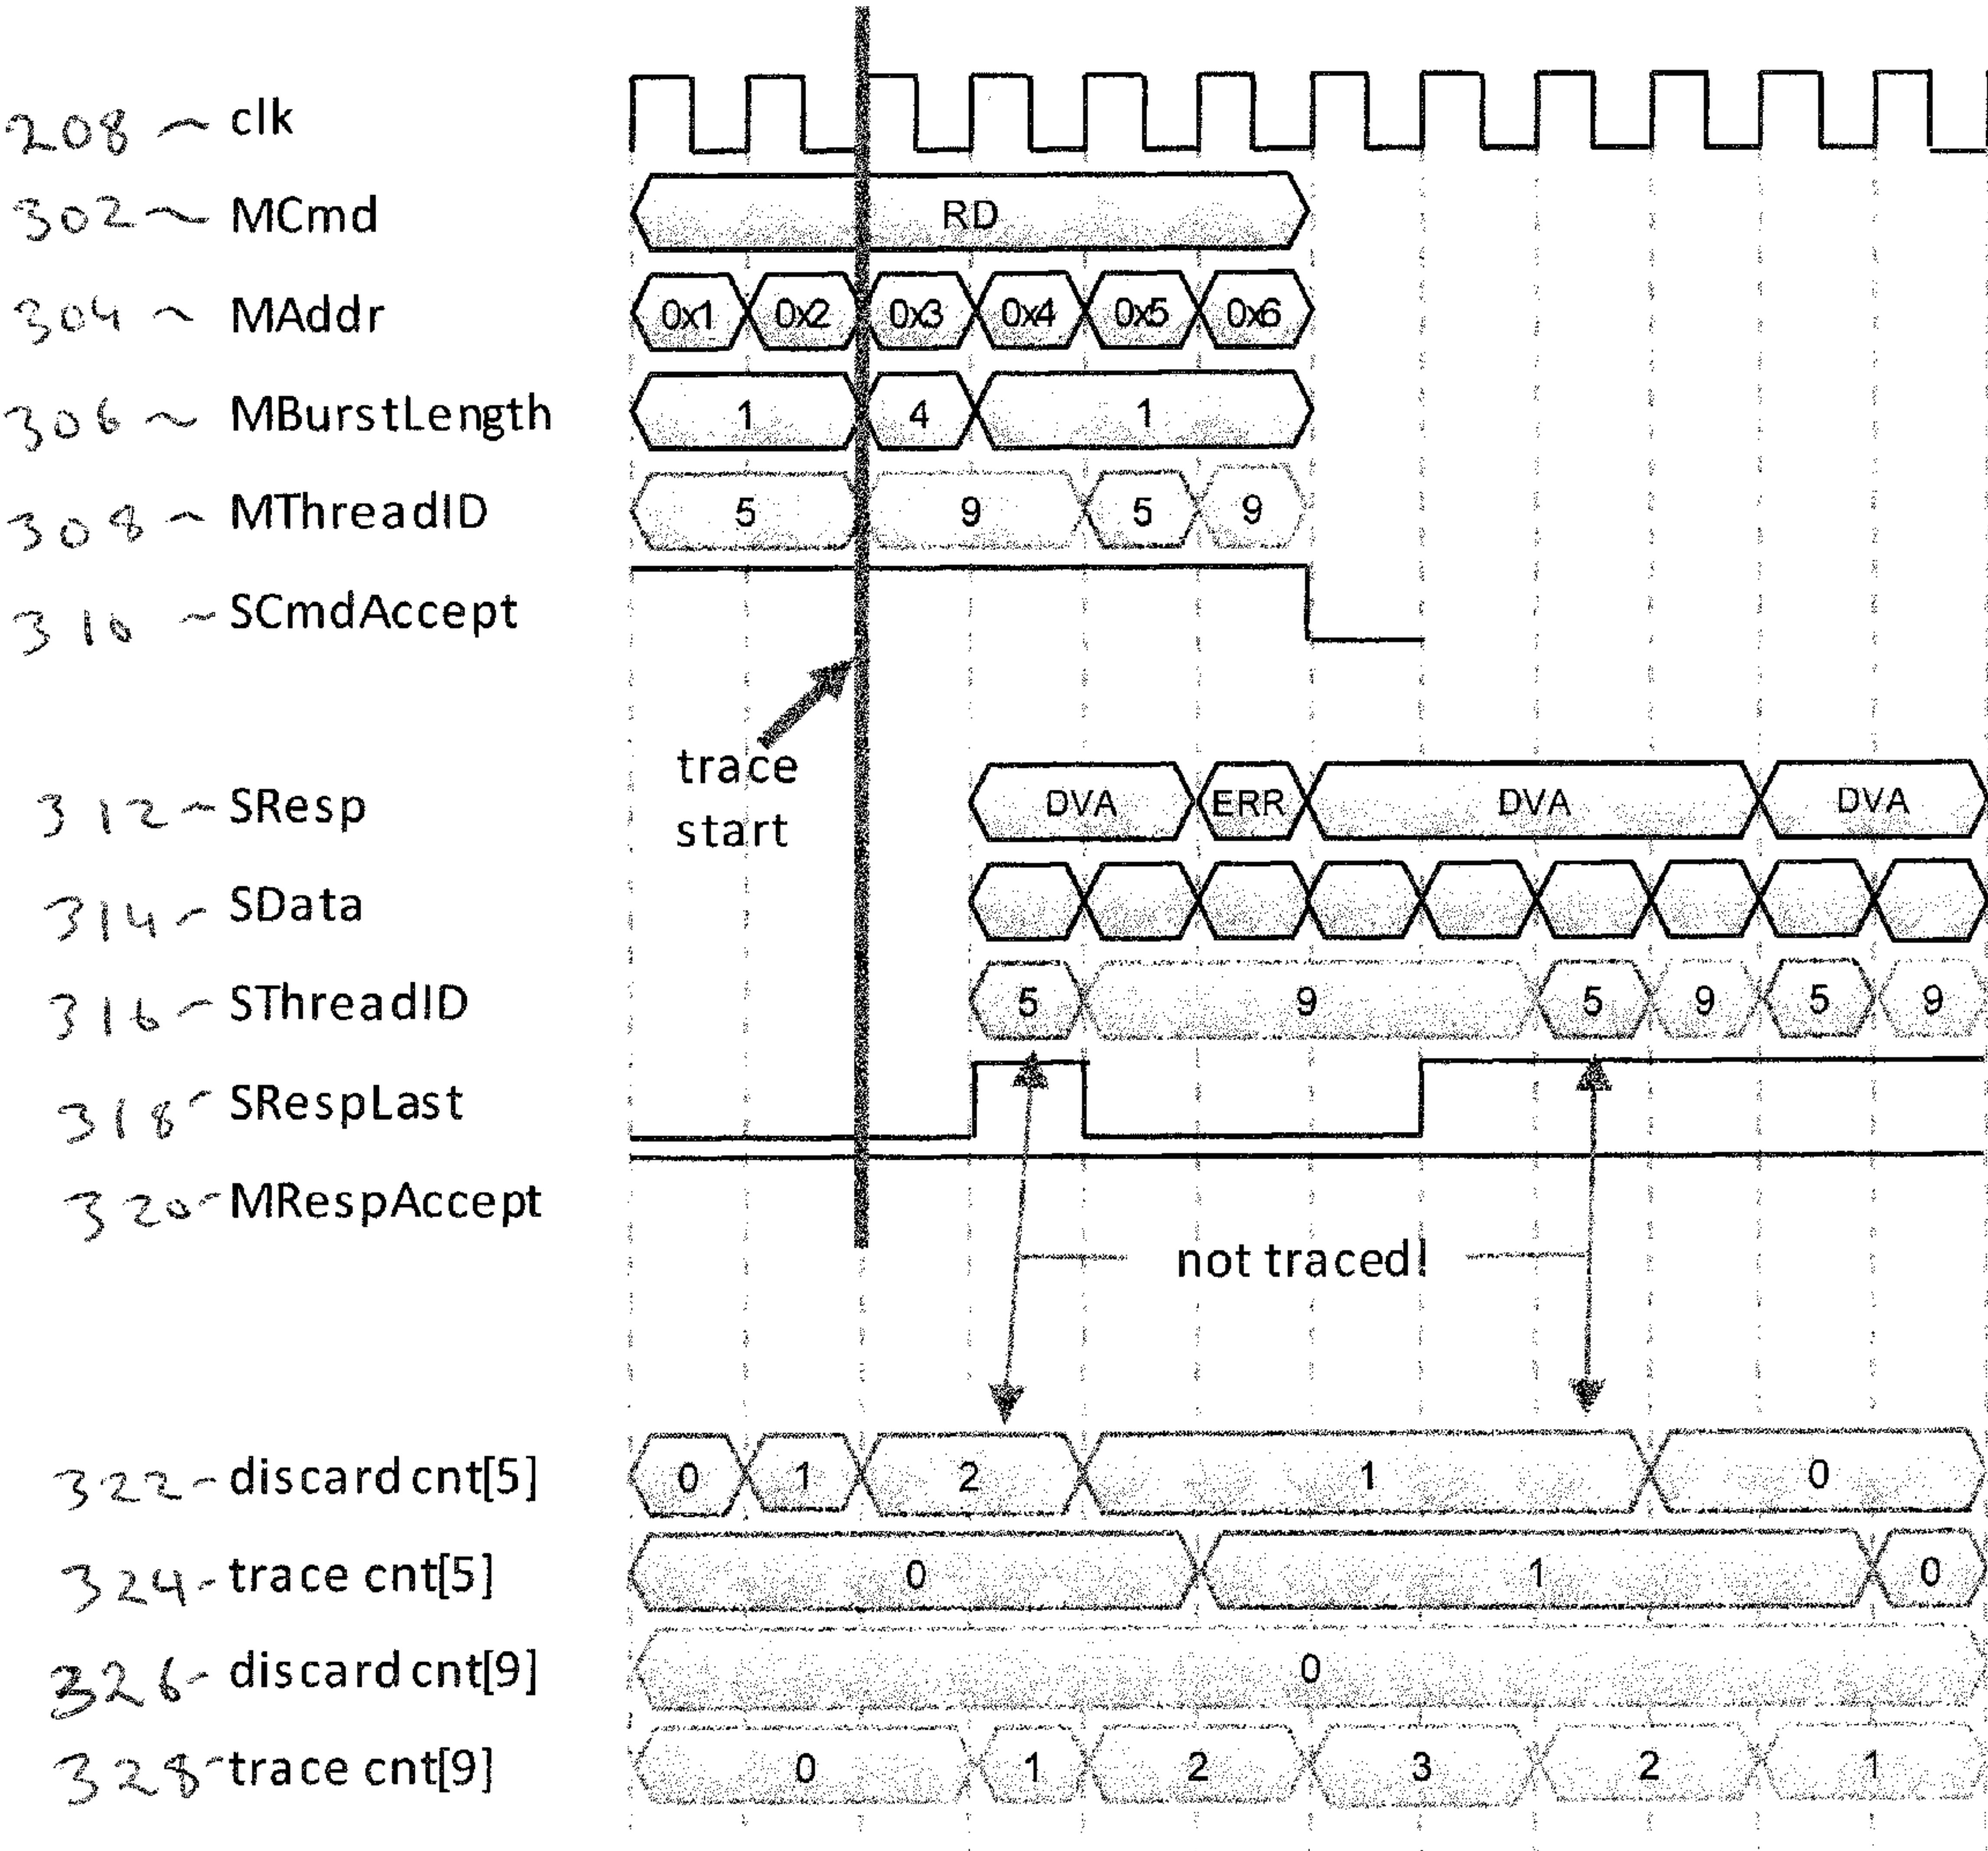 208 ~ clk
302 ~ MCmd RD
304 ~ MAddr 0x1 0x2 0x3 0x4 0x5 0x6
306 ~ MBurstLength 1 4 1
308 ~ MThreadID 5 9 5 9
310 ~ SCmdAccept
trace
start
312 ~ SResp DVA ERR DVA DVA
314 ~ SData
316 ~ SThreadID 5 9 5 9 5 9
318 ~ SRespLast
320 ~ MRespAccept
not traced!
322 - discard cnt[5] 0 1 2 1 0
324 - trace cnt[5] 0 1 0
326 - discard cnt[9] 0
328 - trace cnt[9] 0 1 2 3 2 1